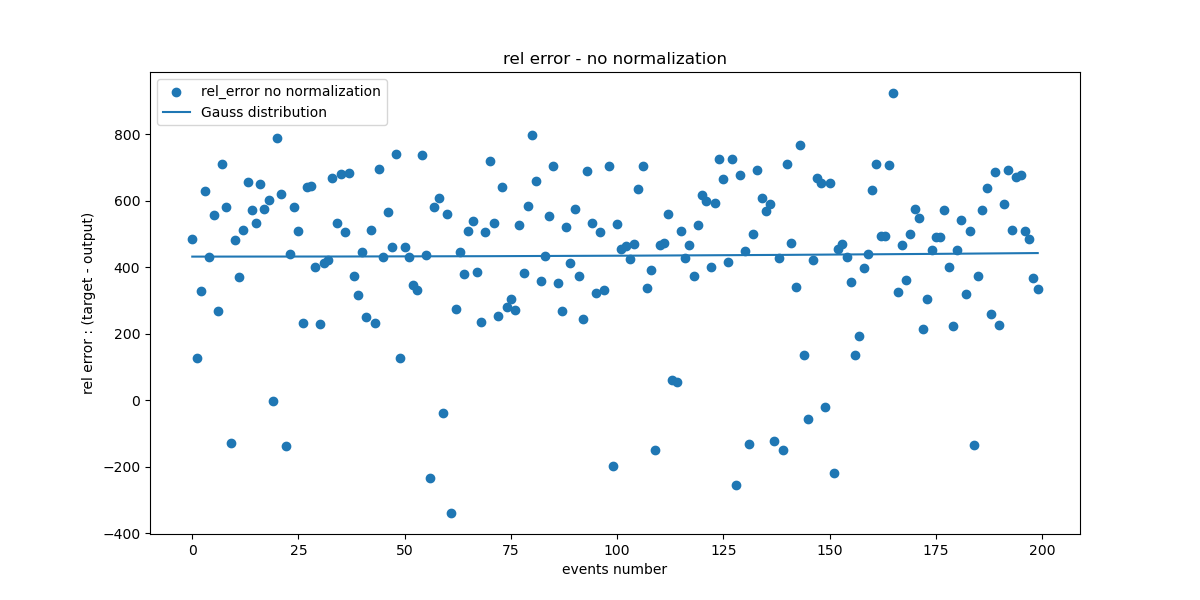 rel error - no normalization
rel_error no normalization
Gauss distribution
rel error : (target - output)
800
600
400
200
0
−200
−400
0 25 50 75 100 125 150 175 200
events number